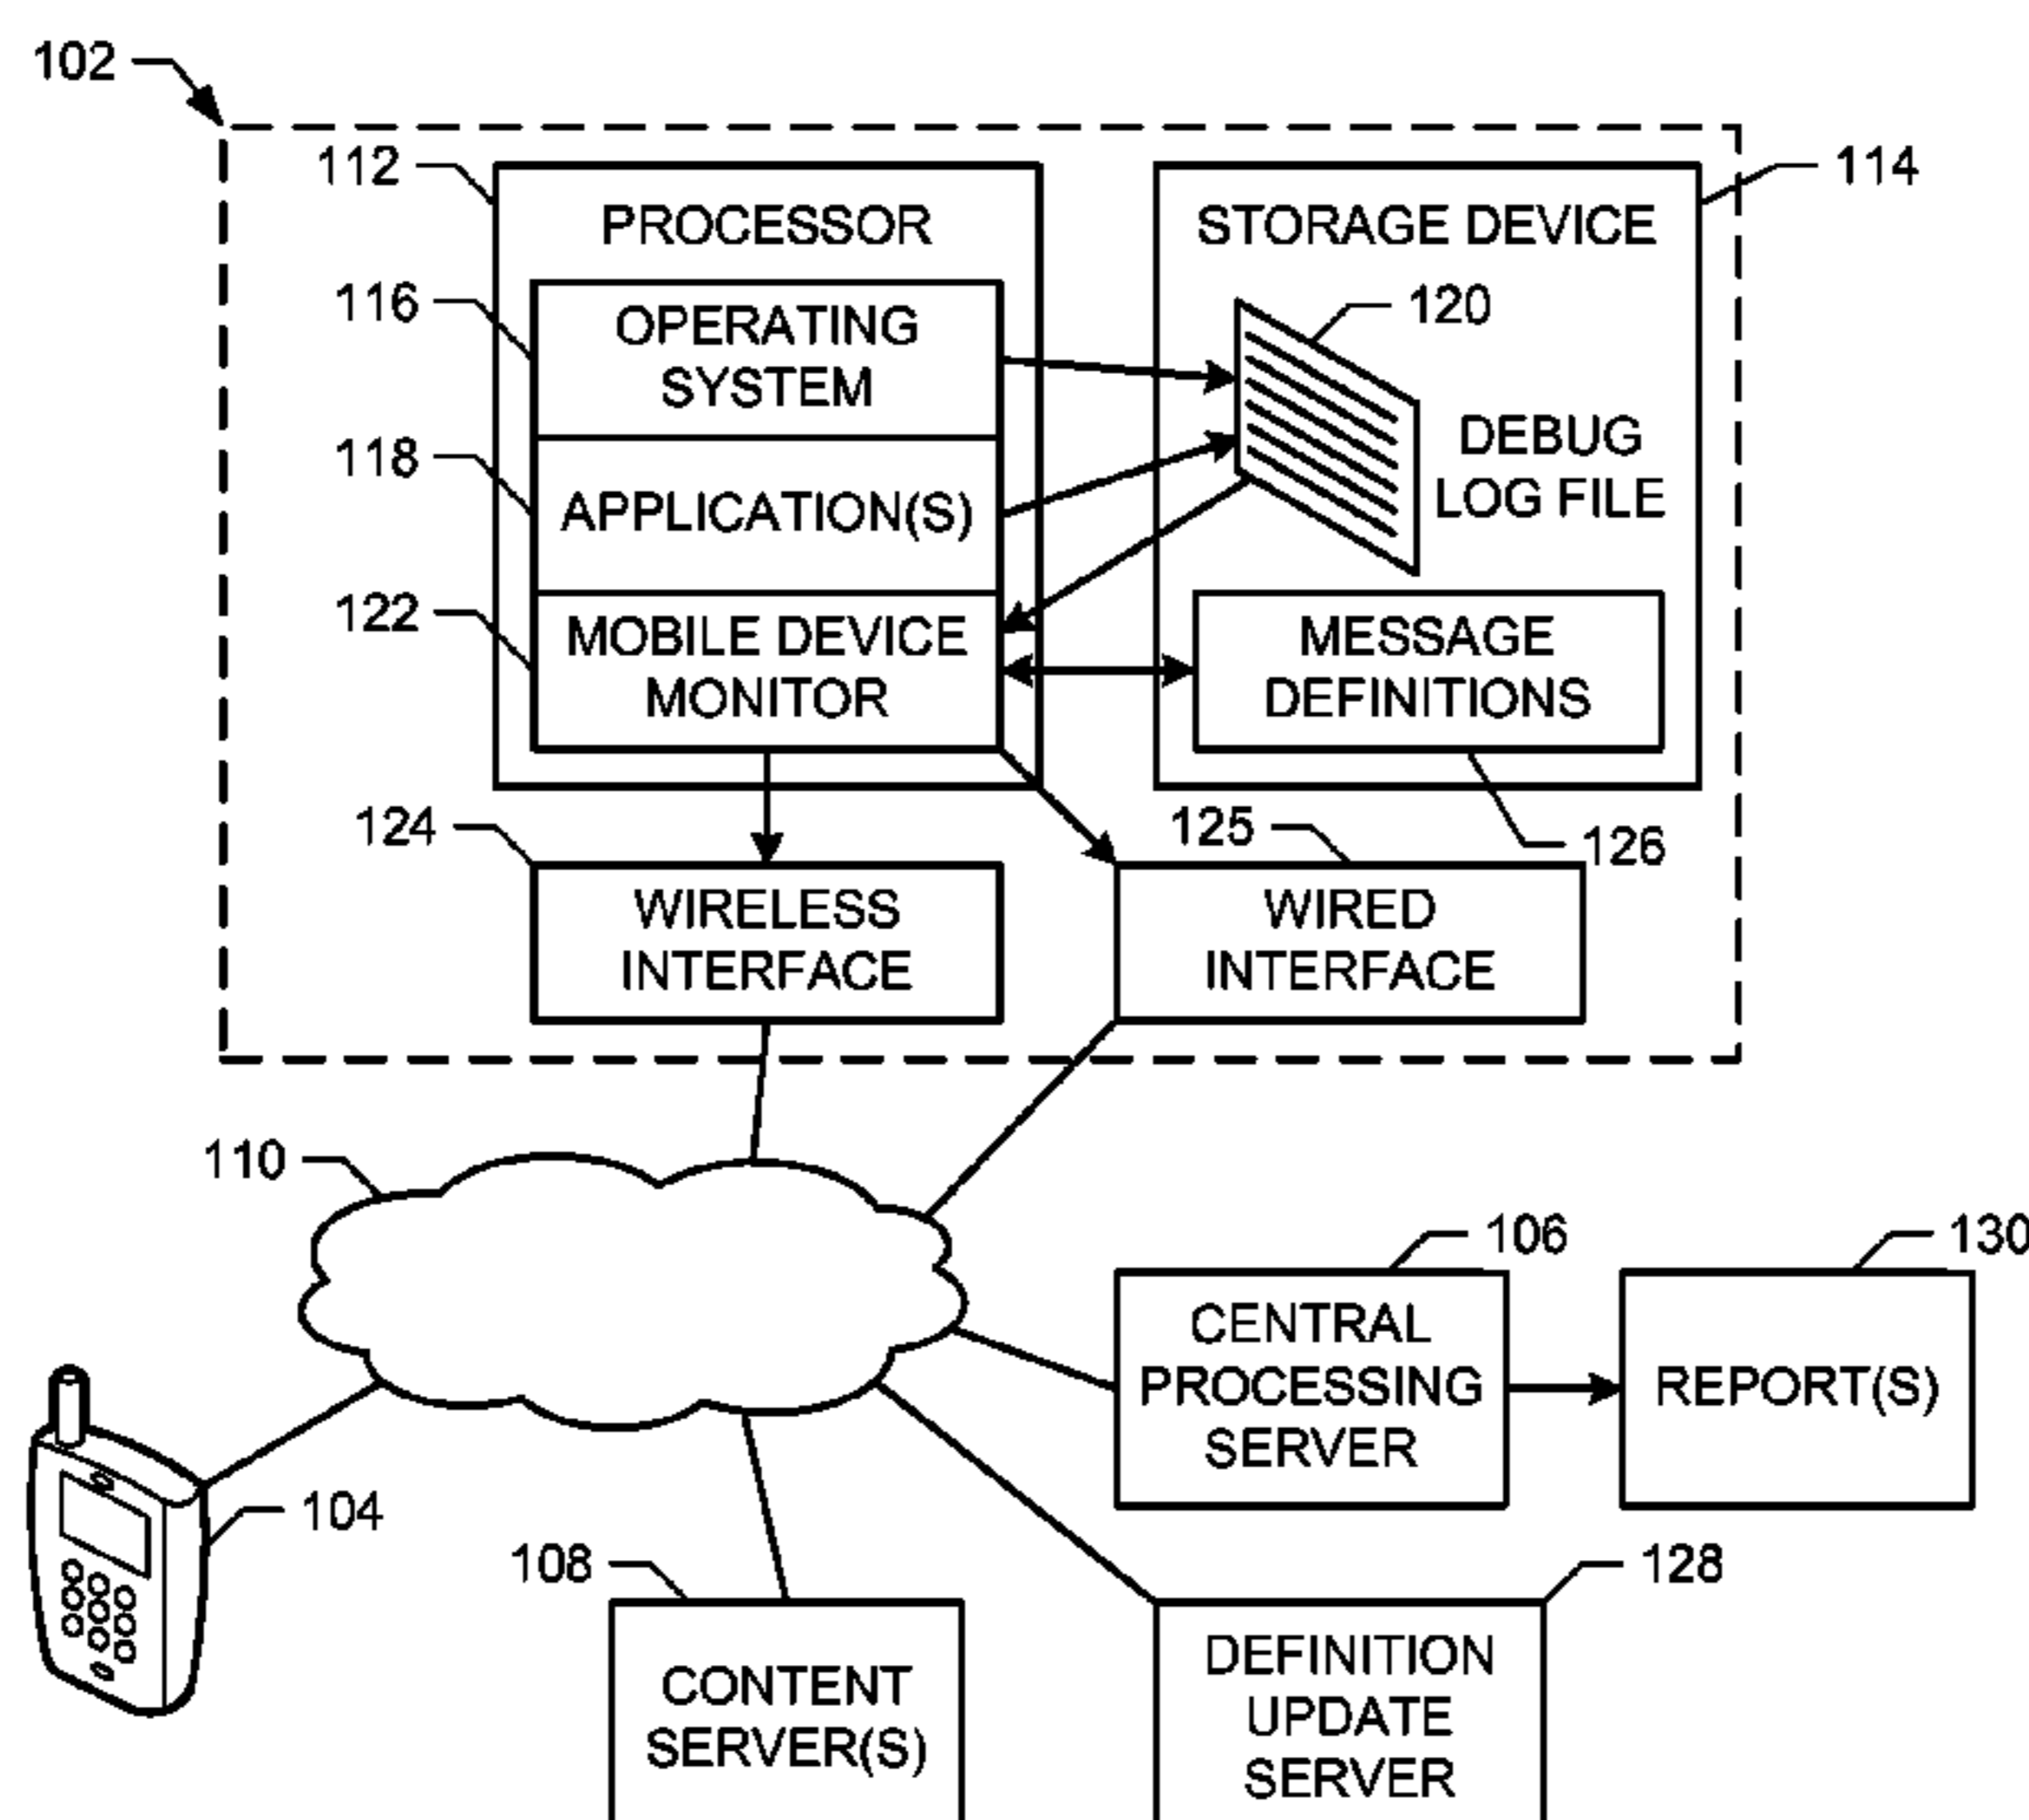 102
112
PROCESSOR
STORAGE DEVICE
114
116
OPERATING
SYSTEM
120
118
APPLICATION(S)
DEBUG
LOG FILE
122
MOBILE DEVICE
MONITOR
MESSAGE
DEFINITIONS
124
125
126
WIRELESS
INTERFACE
WIRED
INTERFACE
110
106
130
CENTRAL
PROCESSING
SERVER
REPORT(S)
104
108
128
CONTENT
SERVER(S)
DEFINITION
UPDATE
SERVER